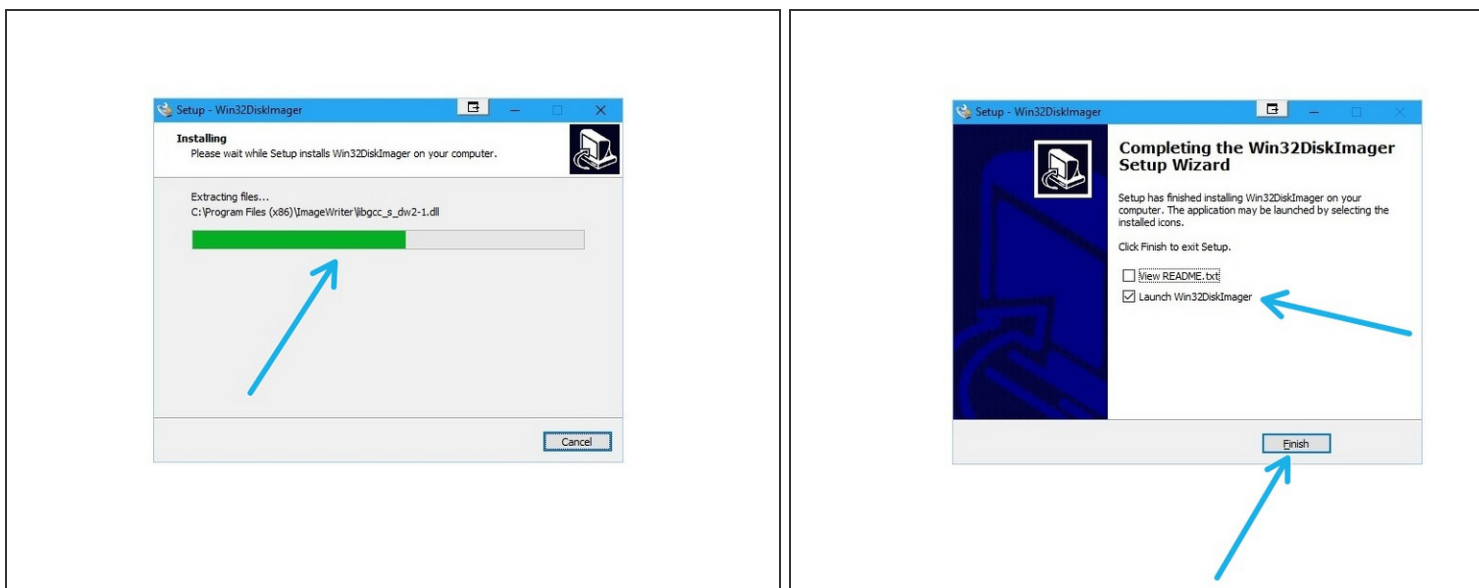 Setup - Win32DiskImager
Installing
Please wait while Setup installs Win32DiskImager on your computer.
Extracting files...
C:\Program Files (x86)\ImageWriter\libgcc_s_dw2-1.dll
Cancel
Setup - Win32DiskImager
Completing the Win32DiskImager
Setup Wizard
Setup has finished installing Win32DiskImager on your
computer. The application may be launched by selecting the
installed icons.
Click Finish to exit Setup.
View README.txt
Launch Win32DiskImager
Finish